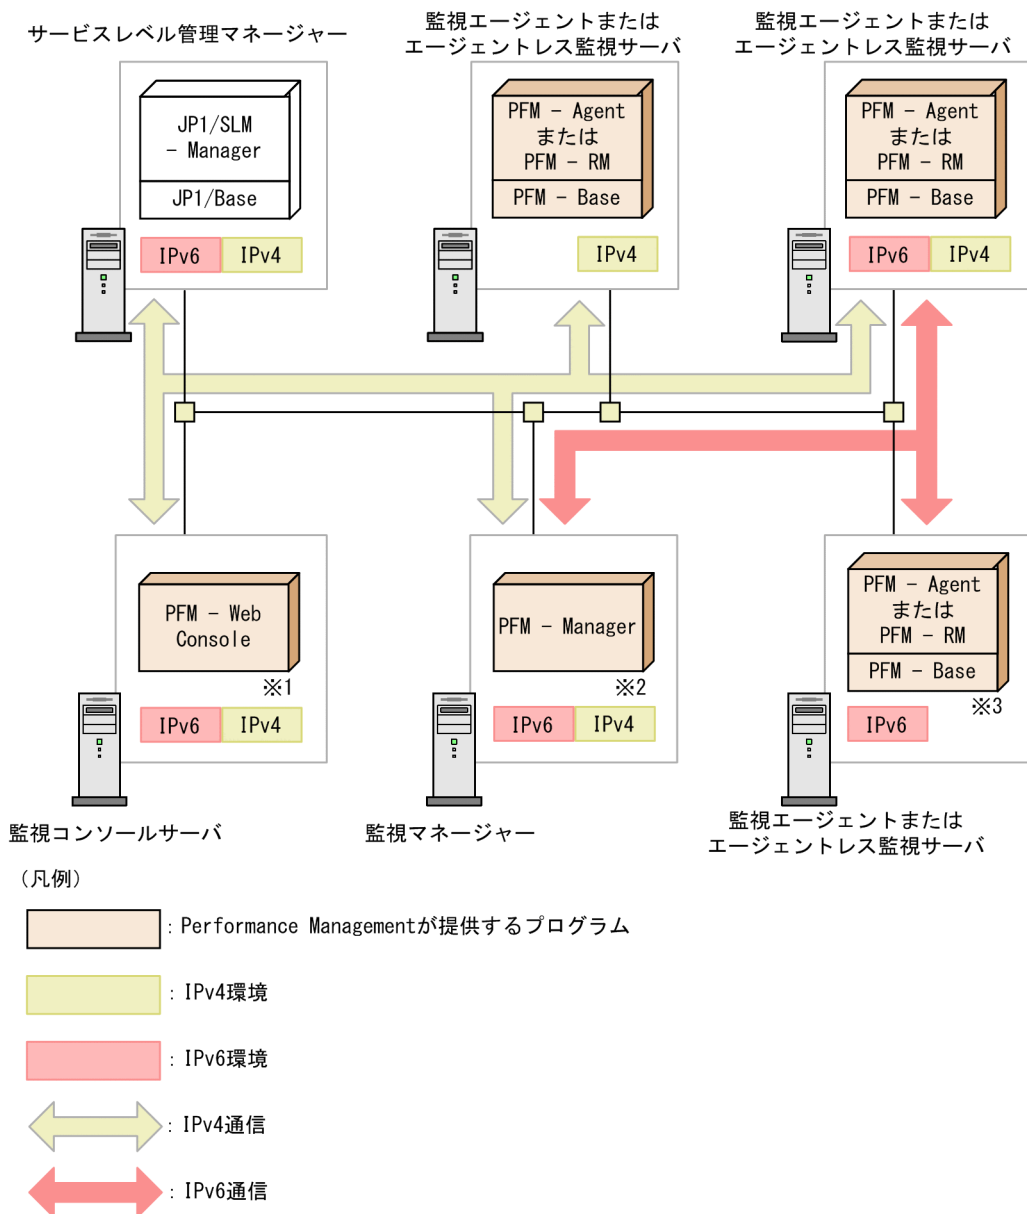 サービスレベル管理マネージャー
JP1/SLM
- Manager
JP1/Base
IPv6
IPv4
監視エージェントまたは
エージェントレス監視サーバ
PFM - Agent
または
PFM - RM
PFM - Base
IPv4
監視エージェントまたは
エージェントレス監視サーバ
PFM - Agent
または
PFM - RM
PFM - Base
IPv6
IPv4
PFM - Web
Console
※1
IPv6
IPv4
監視コンソールサーバ
PFM - Manager
※2
IPv6
IPv4
監視マネージャー
PFM - Agent
または
PFM - RM
PFM - Base
※3
IPv6
監視エージェントまたは
エージェントレス監視サーバ
(凡例)
: Performance Managementが提供するプログラム
: IPv4環境
: IPv6環境
: IPv4通信
: IPv6通信